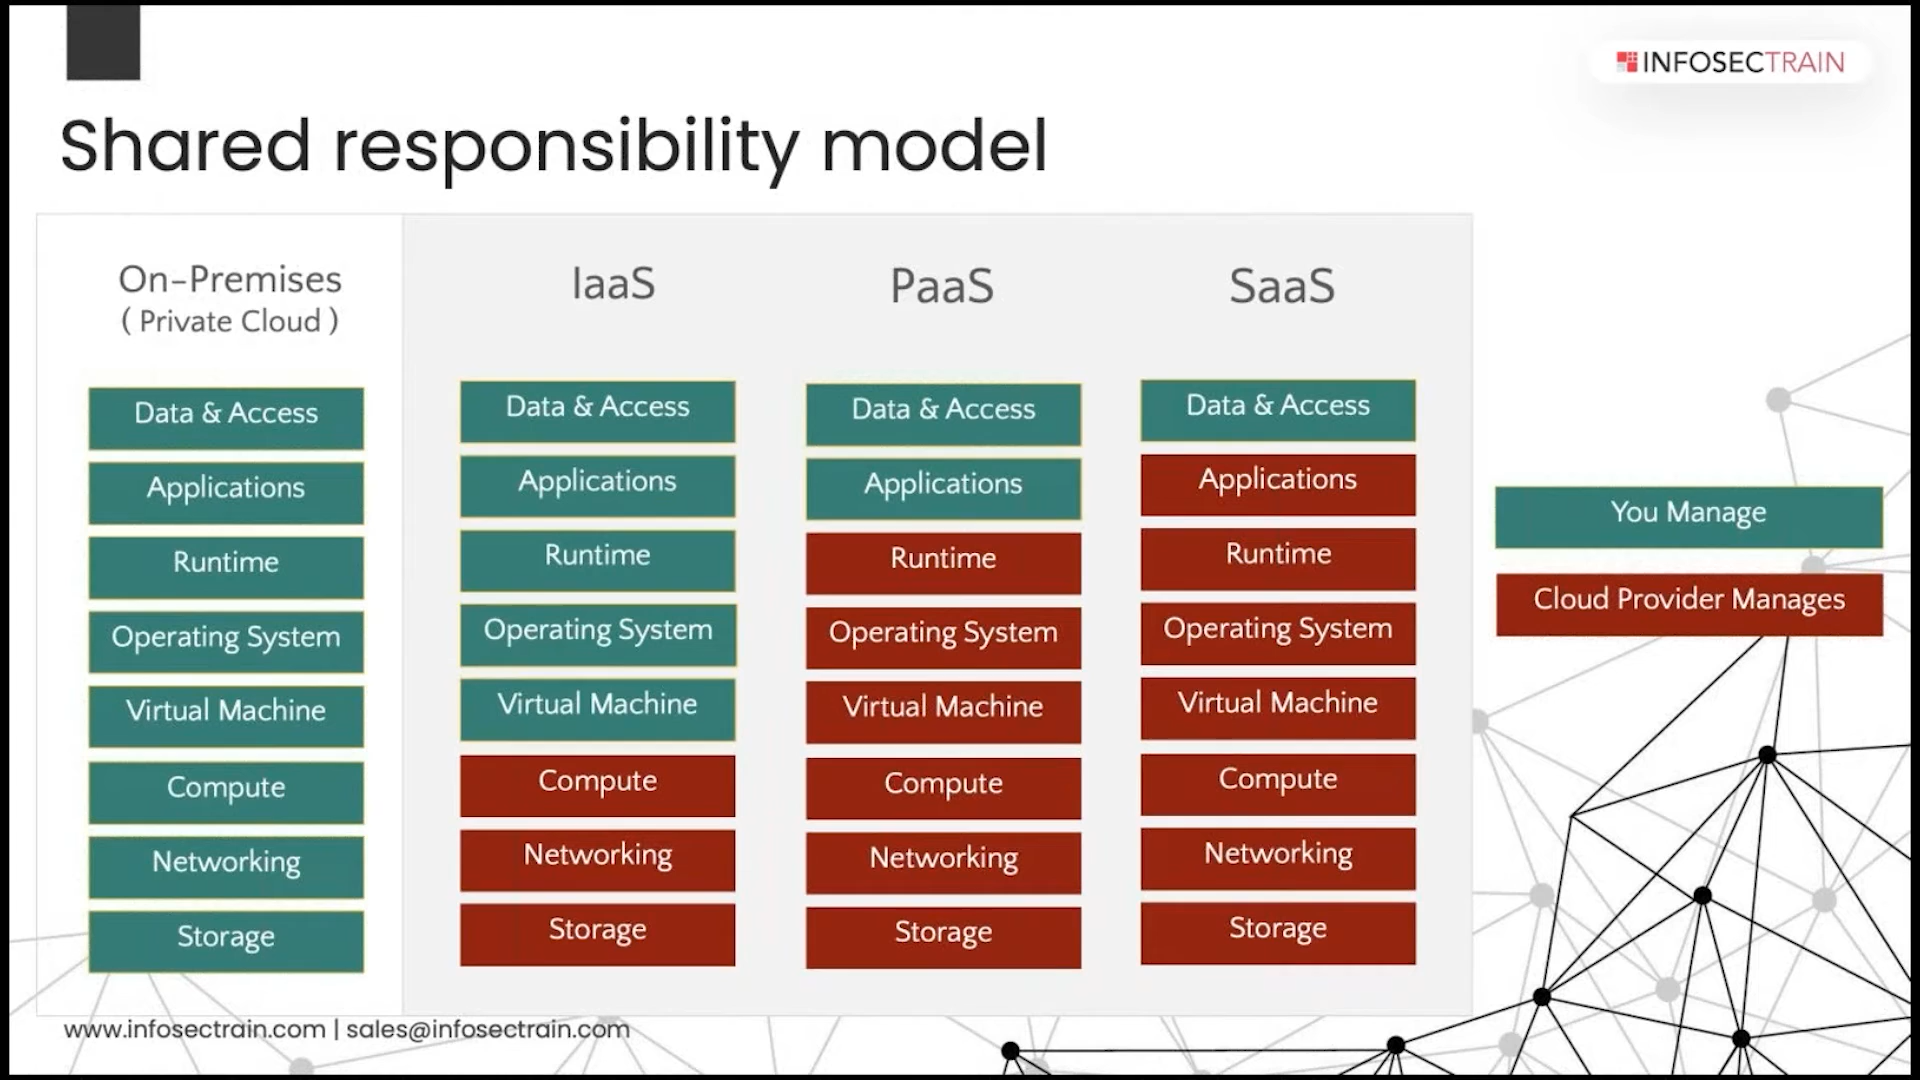 INFOSECTRAIN
Shared responsibility model
On-Premises
( Private Cloud )
Data & Access
Applications
Runtime
Operating System
Virtual Machine
Compute
Networking
Storage
IaaS
Data & Access
Applications
Runtime
Operating System
Virtual Machine
Compute
Networking
Storage
PaaS
Data & Access
Applications
Runtime
Operating System
Virtual Machine
Compute
Networking
Storage
SaaS
Data & Access
Applications
Runtime
Operating System
Virtual Machine
Compute
Networking
Storage
You Manage
Cloud Provider Manages
www.infosectrain.com | sales@infosectrain.com